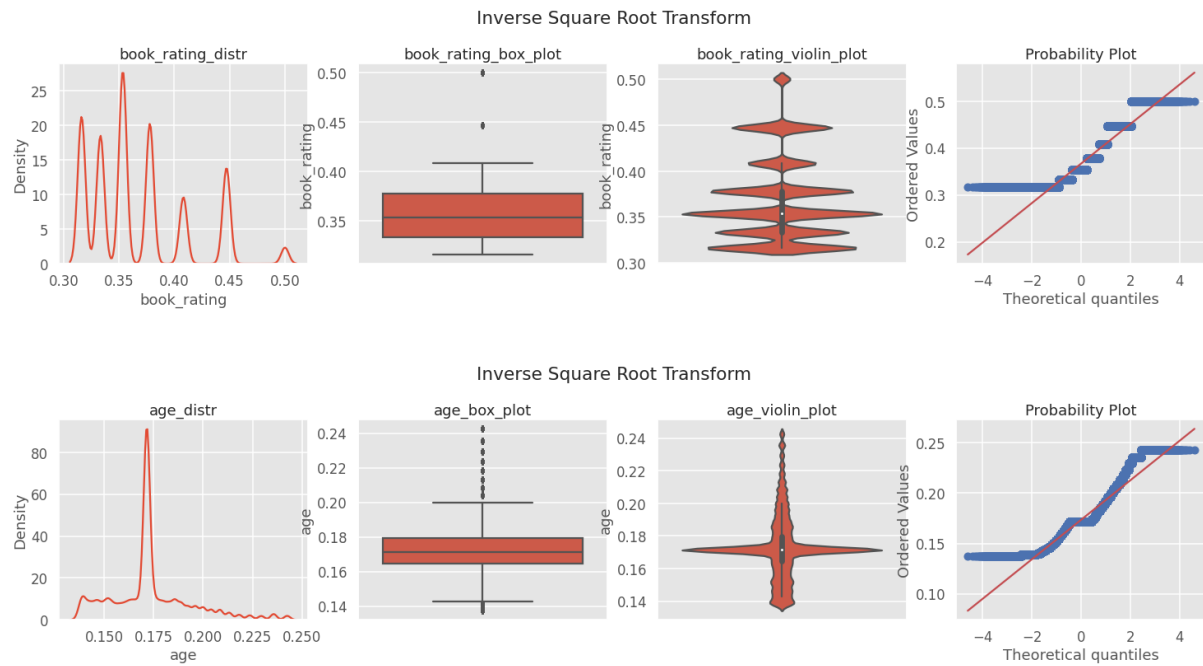 Inverse Square Root Transform
book_rating_distr
book_rating_box_plot
book_rating_violin_plot
Probability Plot
Density
25
20
15
10
5
0
0.30 0.35 0.40 0.45 0.50
book_rating
book_rating
0.50
0.45
0.40
0.35
book_rating
0.50
0.45
0.40
0.35
0.30
Ordered Values
0.5
0.4
0.3
0.2
−4 −2 0 2 4
Theoretical quantiles
Inverse Square Root Transform
age_distr
age_box_plot
age_violin_plot
Probability Plot
Density
80
60
40
20
0
0.150 0.175 0.200 0.225 0.250
age
age
0.24
0.22
0.20
0.18
0.16
0.14
age
0.24
0.22
0.20
0.18
0.16
0.14
Ordered Values
0.25
0.20
0.15
0.10
−4 −2 0 2 4
Theoretical quantiles